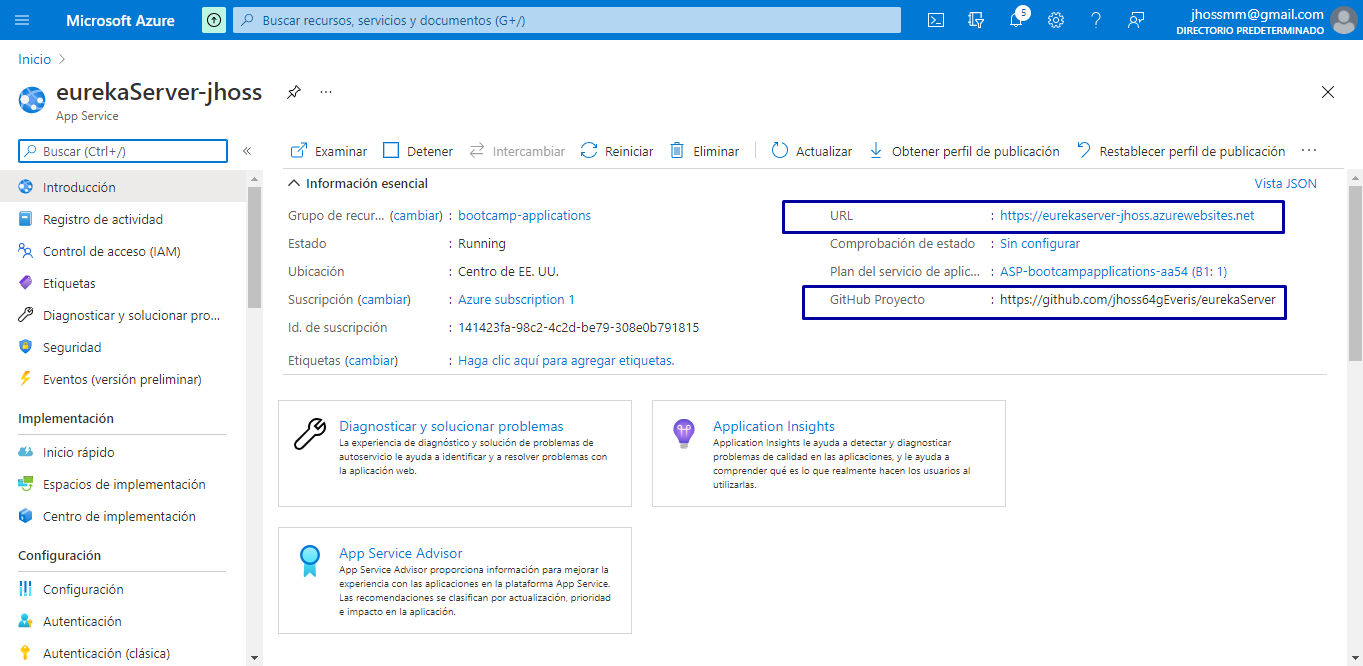 Microsoft Azure
Buscar recursos, servicios y documentos (G+/)
5
jhossmm@gmail.com
DIRECTORIO PREDETERMINADO
Inicio
eurekaServer-jhoss
App Service
Buscar (Ctrl+/)
Introducción
Registro de actividad
Control de acceso (IAM)
Etiquetas
Diagnosticar y solucionar pro...
Seguridad
Eventos (versión preliminar)
Implementación
Inicio rápido
Espacios de implementación
Centro de implementación
Configuración
Configuración
Autenticación
Autenticación (clásica)
Examinar Detener Intercambiar Reiniciar Eliminar Actualizar Obtener perfil de publicación Restablecer perfil de publicación
Información esencial Vista JSON
Grupo de recur... (cambiar) : bootcamp-applications
Estado : Running
Ubicación : Centro de EE. UU.
Suscripción (cambiar) : Azure subscription 1
Id. de suscripción : 141423fa-98c2-4c2d-be79-308e0b791815
Etiquetas (cambiar) : Haga clic aquí para agregar etiquetas.
URL : https://eurekaserver-jhoss.azurewebsites.net
Comprobación de estado : Sin configurar
Plan del servicio de aplic... : ASP-bootcampapplications-aa54 (B1: 1)
GitHub Proyecto : https://github.com/jhoss64gEveris/eurekaServer
Diagnosticar y solucionar problemas
La experiencia de diagnóstico y solución de problemas de
autoservicio le ayuda a identificar y a resolver problemas con
la aplicación web.
Application Insights
Application Insights le ayuda a detectar y diagnosticar
problemas de calidad en las aplicaciones, y le ayuda a
comprender qué es lo que realmente hacen los usuarios al
utilizarlas.
App Service Advisor
App Service Advisor proporciona información para mejorar la
experiencia con las aplicaciones en la plataforma App Service.
Las recomendaciones se clasifican por actualización, prioridad
e impacto en la aplicación.